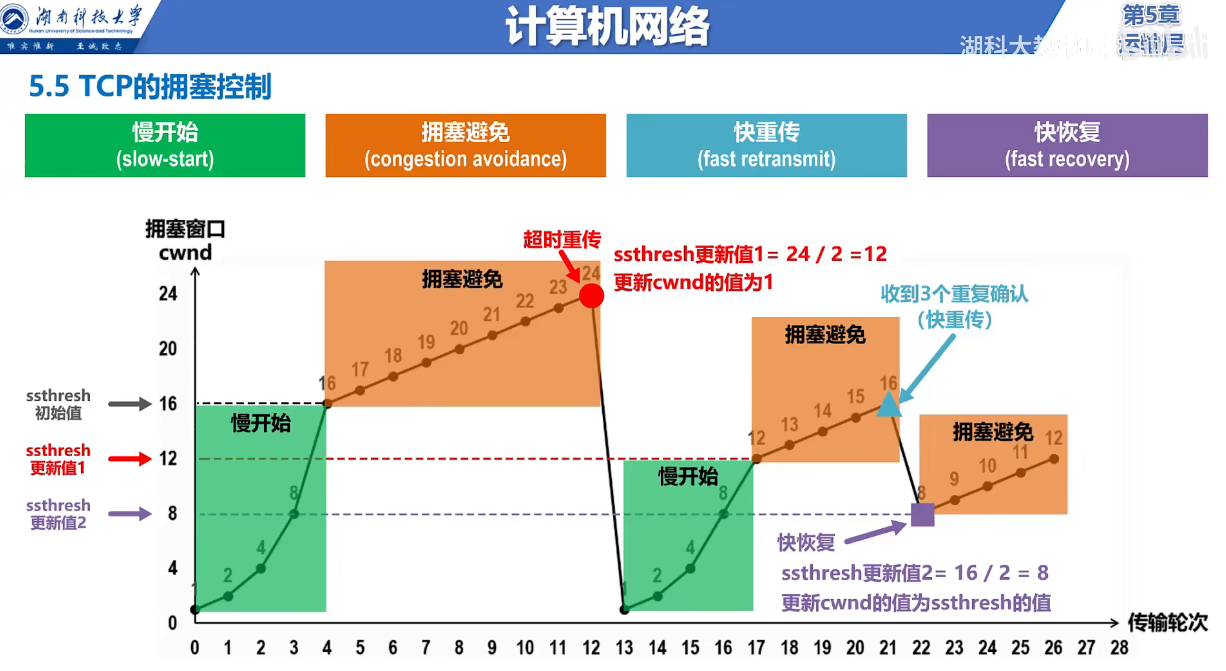 湖南科技大学
Hunan University of Science and Technology
唯实惟新 至诚致志
计算机网络
第5章
运输层
湖科大教书匠
bilibili
5.5 TCP的拥塞控制
慢开始
(slow-start)
拥塞避免
(congestion avoidance)
快重传
(fast retransmit)
快恢复
(fast recovery)
拥塞窗口
cwnd
超时重传
ssthresh更新值1= 24 / 2 =12
更新cwnd的值为1
收到3个重复确认
(快重传)
拥塞避免
拥塞避免
拥塞避免
慢开始
慢开始
24
20
16
12
8
4
0
ssthresh
初始值
ssthresh
更新值1
ssthresh
更新值2
1 2 4 8 16 17 18 19 20 21 22 23 24
1 2 4 8 12 13 14 15 16
8 9 10 11 12
快恢复
ssthresh更新值2= 16 / 2 = 8
更新cwnd的值为ssthresh的值
0 1 2 3 4 5 6 7 8 9 10 11 12 13 14 15 16 17 18 19 20 21 22 23 24 25 26 27 28
传输轮次